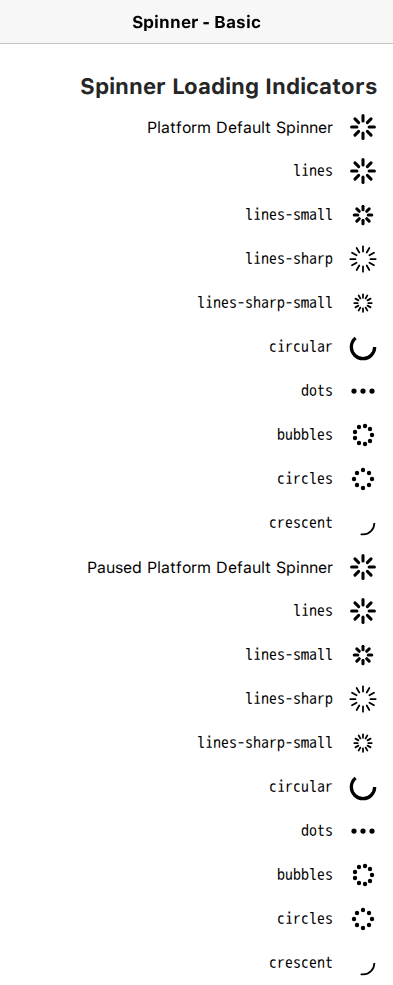 Spinner - Basic
Spinner Loading Indicators
Platform Default Spinner
lines
lines-small
lines-sharp
lines-sharp-small
circular
dots
bubbles
circles
crescent
Paused Platform Default Spinner
lines
lines-small
lines-sharp
lines-sharp-small
circular
dots
bubbles
circles
crescent